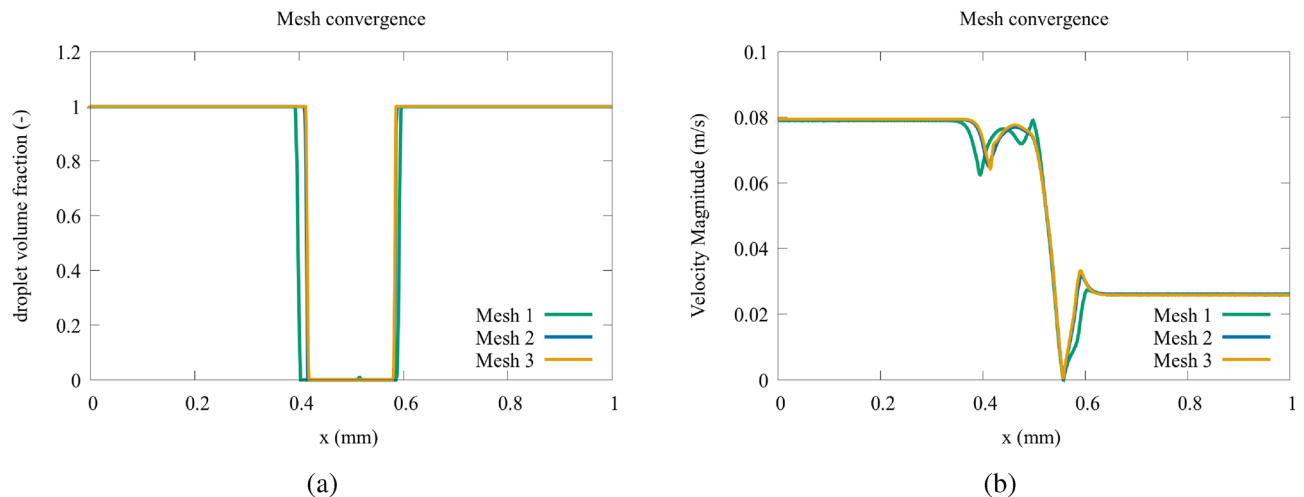 Mesh convergence
1.2
1
0.8
0.6
0.4
0.2
0
droplet volume fraction (-)
Mesh 1
Mesh 2
Mesh 3
0 0.2 0.4 0.6 0.8 1
x (mm)
(a)
Mesh convergence
0.1
0.08
0.06
0.04
0.02
0
Velocity Magnitude (m/s)
Mesh 1
Mesh 2
Mesh 3
0 0.2 0.4 0.6 0.8 1
x (mm)
(b)